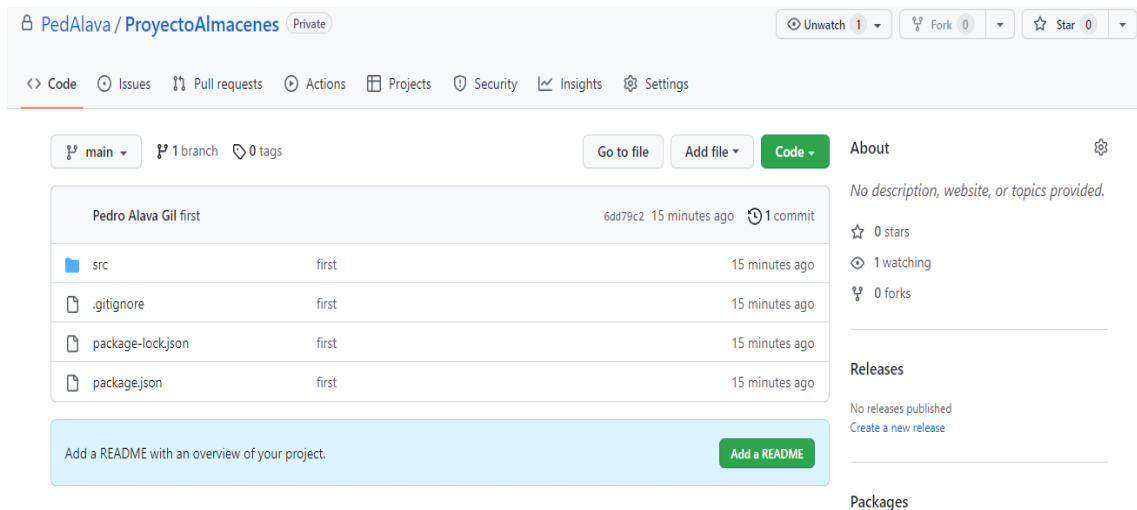 PedAlava / ProyectoAlmacenes Private
Unwatch 1 Fork 0 Star 0
<> Code Issues Pull requests Actions Projects Security Insights Settings
main 1 branch 0 tags Go to file Add file Code
Pedro Alava Gil first 6dd79c2 15 minutes ago 1 commit
src first 15 minutes ago
.gitignore first 15 minutes ago
package-lock.json first 15 minutes ago
package.json first 15 minutes ago
Add a README with an overview of your project. Add a README
About
No description, website, or topics provided.
0 stars
1 watching
0 forks
Releases
No releases published
Create a new release
Packages